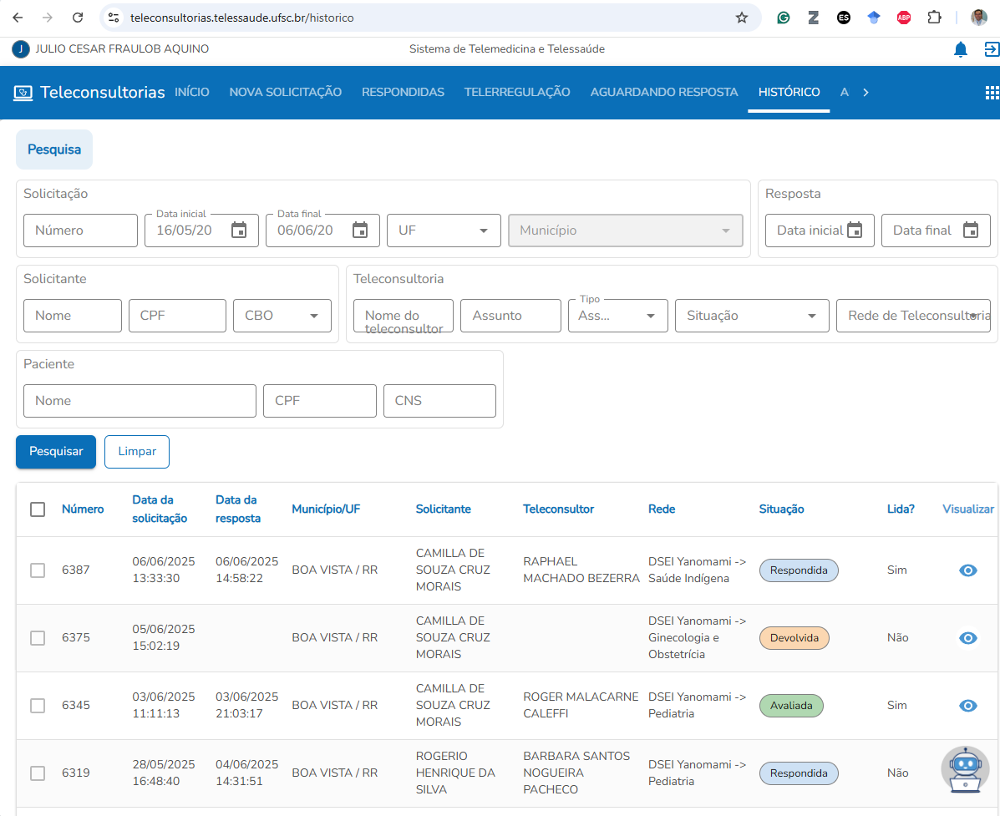 teleconsultorias.telessaude.ufsc.br/historico
ES
ABP
J JULIO CESAR FRAULOB AQUINO
Sistema de Telemedicina e Telessaúde
Teleconsultorias INÍCIO NOVA SOLICITAÇÃO RESPONDIDAS TELERREGULAÇÃO AGUARDANDO RESPOSTA HISTÓRICO A
Pesquisa
Solicitação
Número
Data inicial
16/05/20
Data final
06/06/20
UF
Município
Resposta
Data inicial
Data final
Solicitante
Nome
CPF
CBO
Teleconsultoria
Nome do
teleconsultor
Assunto
Tipo
Ass...
Situação
Rede de Teleconsultoria
Paciente
Nome
CPF
CNS
Pesquisar
Limpar
Número
Data da
solicitação
Data da
resposta
Município/UF
Solicitante
Teleconsultor
Rede
Situação
Lida?
Visualizar
6387
06/06/2025
13:33:30
06/06/2025
14:58:22
BOA VISTA / RR
CAMILLA DE
SOUZA CRUZ
MORAIS
RAPHAEL
MACHADO BEZERRA
DSEI Yanomami ->
Saúde Indígena
Respondida
Sim
6375
05/06/2025
15:02:19
BOA VISTA / RR
CAMILLA DE
SOUZA CRUZ
MORAIS
DSEI Yanomami ->
Ginecologia e
Obstetrícia
Devolvida
Não
6345
03/06/2025
11:11:13
03/06/2025
21:03:17
BOA VISTA / RR
CAMILLA DE
SOUZA CRUZ
MORAIS
ROGER MALACARNE
CALEFFI
DSEI Yanomami ->
Pediatria
Avaliada
Sim
6319
28/05/2025
16:48:40
04/06/2025
14:31:51
BOA VISTA / RR
ROGERIO
HENRIQUE DA
SILVA
BARBARA SANTOS
NOGUEIRA
PACHECO
DSEI Yanomami ->
Pediatria
Respondida
Não